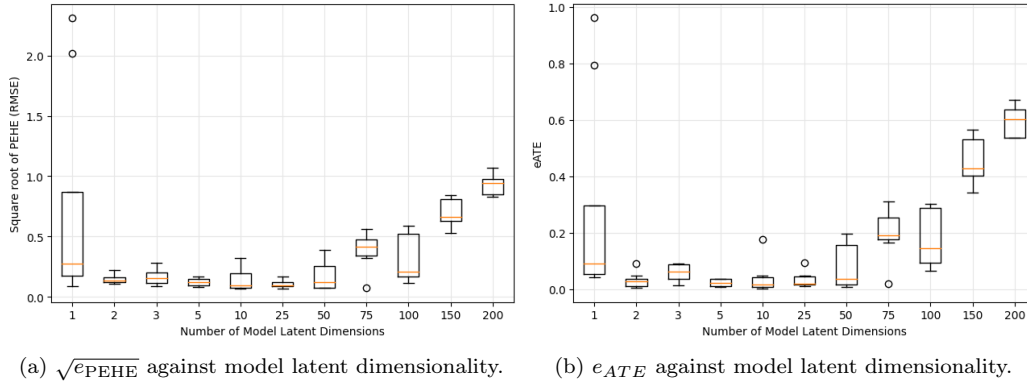 Square root of PEHE (RMSE)
2.0
1.5
1.0
0.5
0.0
1 2 3 5 10 25 50 75 100 150 200
Number of Model Latent Dimensions
eATE
1.0
0.8
0.6
0.4
0.2
0.0
1 2 3 5 10 25 50 75 100 150 200
Number of Model Latent Dimensions
(a) √e_PEHE against model latent dimensionality.
(b) e_ATE against model latent dimensionality.